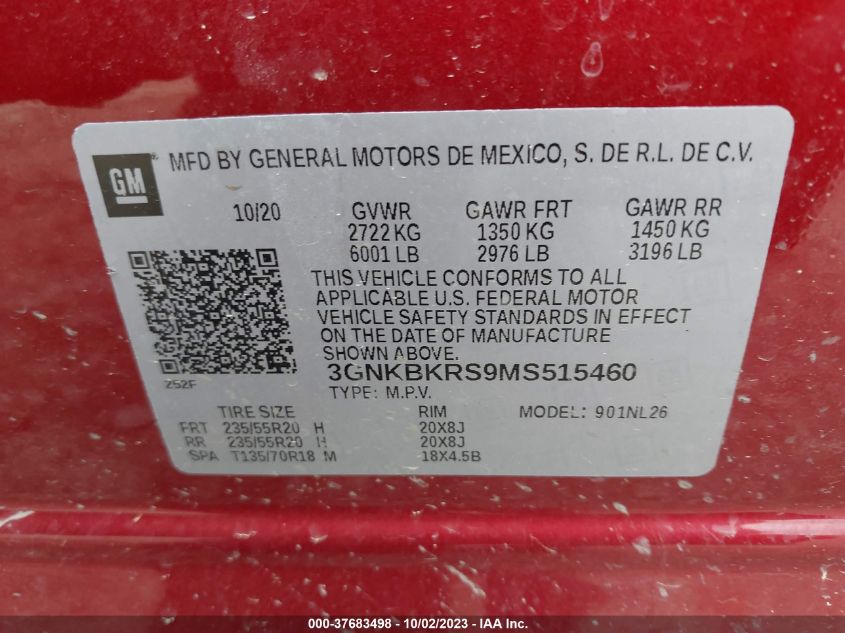 GM
MFD BY GENERAL MOTORS DE MEXICO, S. DE R.L. DE C.V.
10/20 GVWR GAWR FRT GAWR RR
2722 KG 1350 KG 1450 KG
6001 LB 2976 LB 3196 LB
THIS VEHICLE CONFORMS TO ALL
APPLICABLE U.S. FEDERAL MOTOR
VEHICLE SAFETY STANDARDS IN EFFECT
ON THE DATE OF MANUFACTURE
SHOWN ABOVE.
3GNKBKRS9MS515460
252F
TYPE: M.P.V.
TIRE SIZE RIM MODEL: 901NL26
FRT 235/55R20 H 20X8J
RR 235/55R20 H 20X8J
SPA T135/70R18 M 18X4.5B
000-37683498 - 10/02/2023 - IAAI.COM